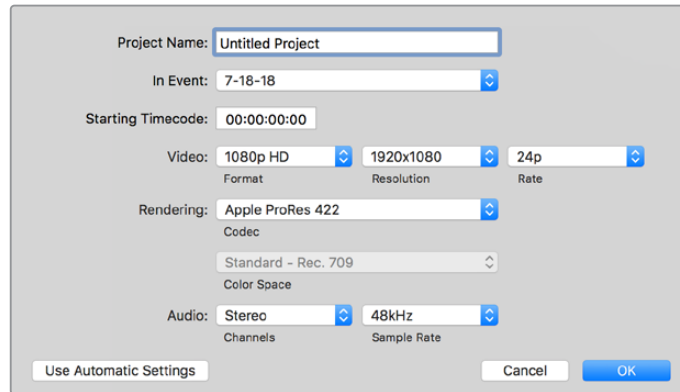 Project Name: Untitled Project
In Event: 7-18-18
Starting Timecode: 00:00:00:00
Video: 1080p HD 1920x1080 24p
Format Resolution Rate
Rendering: Apple ProRes 422
Codec
Standard - Rec. 709
Color Space
Audio: Stereo 48kHz
Channels Sample Rate
Use Automatic Settings Cancel OK